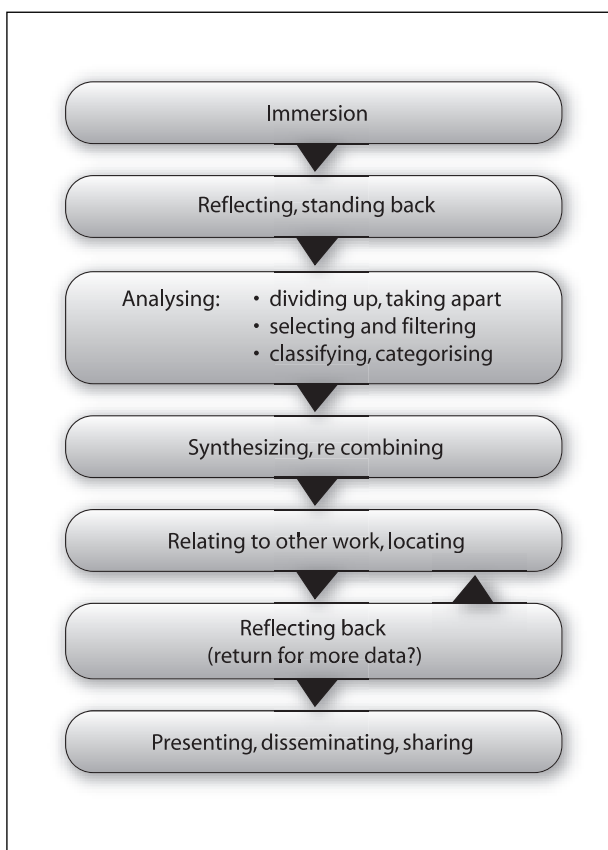 Immersion
Reflecting, standing back
Analysing: • dividing up, taking apart
• selecting and filtering
• classifying, categorising
Synthesizing, re combining
Relating to other work, locating
Reflecting back
(return for more data?)
Presenting, disseminating, sharing